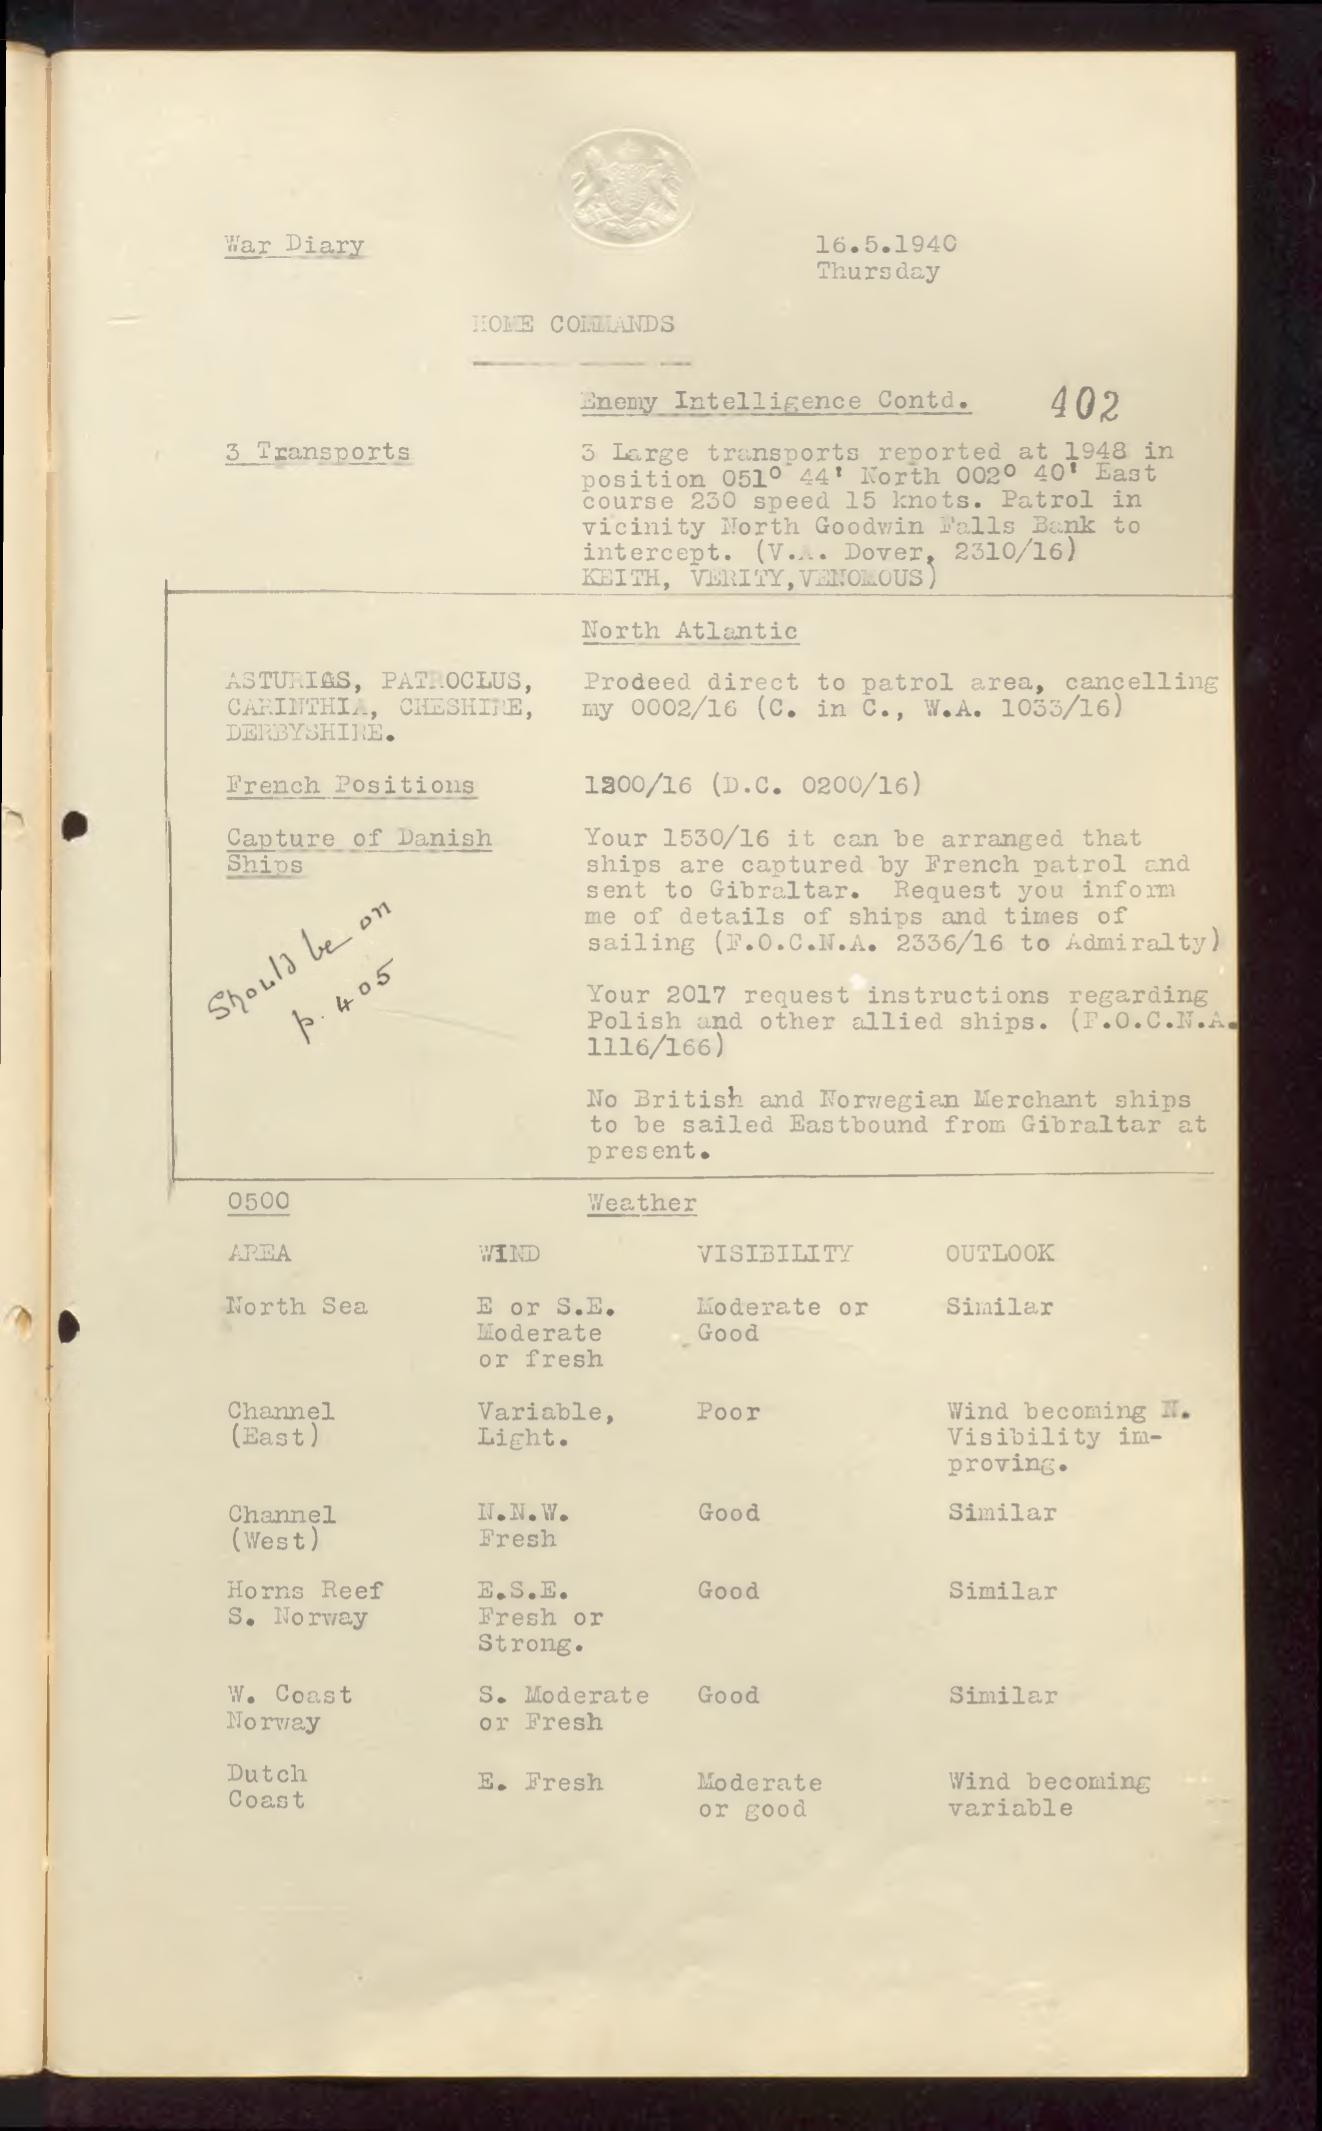 War Diary
16.5.1940
Thursday
HOME COMMANDS
Enemy Intelligence Contd.
402
3 Transports
3 Large transports reported at 1948 in
position 051° 44' North 002° 40' East
course 230 speed 15 knots. Patrol in
vicinity North Goodwin Falls Bank to
intercept. (V.A. Dover, 2310/16)
KEITH, VERITY,VENOMOUS)
North Atlantic
ASTURIAS, PATROCLUS,
CARINTHIA, CHESHIRE,
DERBYSHIRE.
Prodeed direct to patrol area, cancelling
my 0002/16 (C. in C., W.A. 1033/16)
French Positions
1200/16 (D.C. 0200/16)
Capture of Danish
Ships
Your 1530/16 it can be arranged that
ships are captured by French patrol and
sent to Gibraltar. Request you inform
me of details of ships and times of
sailing (F.O.C.N.A. 2336/16 to Admiralty)
Should be on
p. 405
Your 2017 request instructions regarding
Polish and other allied ships. (F.O.C.N.A.
1116/166)
No British and Norwegian Merchant ships
to be sailed Eastbound from Gibraltar at
present.
0500
Weather
AREA WIND VISIBILITY OUTLOOK
North Sea E or S.E. Moderate or Similar
Moderate Good
or fresh
Channel Variable, Poor Wind becoming N.
(East) Light. Visibility im-
proving.
Channel N.N.W. Good Similar
(West) Fresh
Horns Reef E.S.E. Good Similar
S. Norway Fresh or
Strong.
W. Coast S. Moderate Good Similar
Norway or Fresh
Dutch E. Fresh Moderate Wind becoming
Coast or good variable